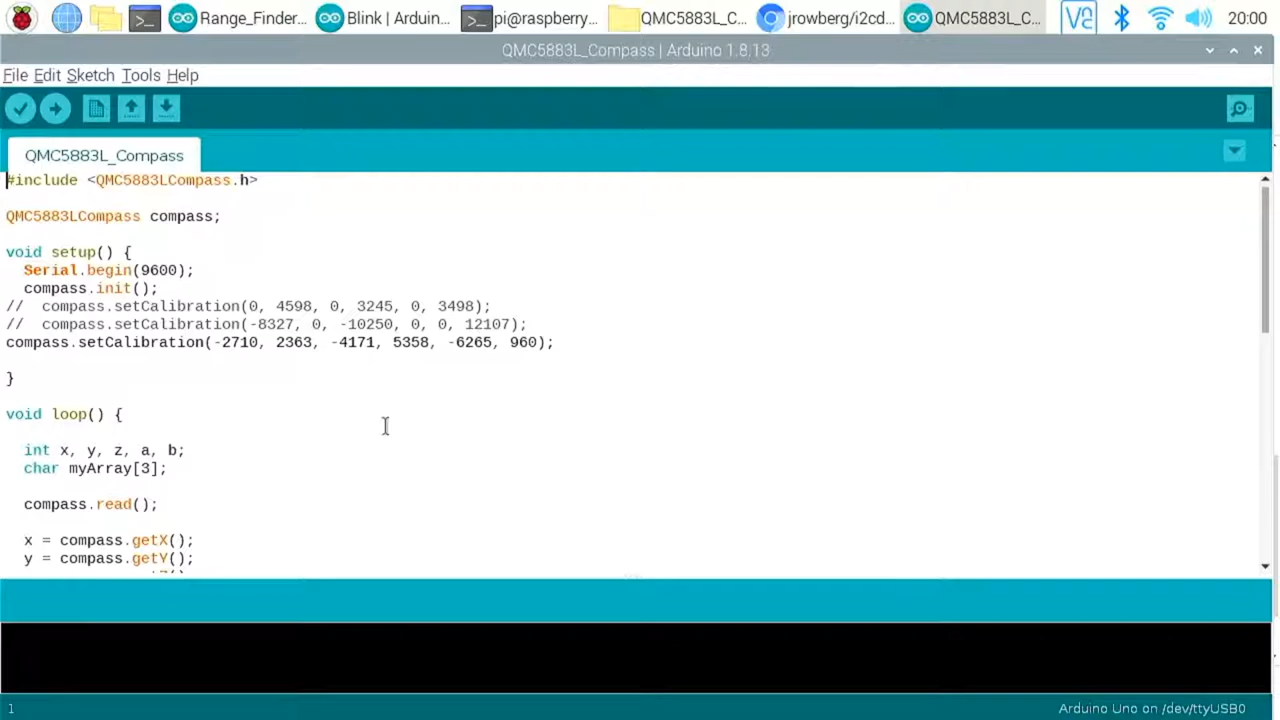 Range_Finder...
Blink | Arduin...
pi@raspberry...
QMC5883L_C...
jrowberg/i2cd...
QMC5883L_C...
20:00
QMC5883L_Compass | Arduino 1.8.13
File Edit Sketch Tools Help
QMC5883L_Compass
#include <QMC5883LCompass.h>
QMC5883LCompass compass;
void setup() {
Serial.begin(9600);
compass.init();
// compass.setCalibration(0, 4598, 0, 3245, 0, 3498);
// compass.setCalibration(-8327, 0, -10250, 0, 0, 12107);
compass.setCalibration(-2710, 2363, -4171, 5358, -6265, 960);
}
void loop() {
int x, y, z, a, b;
char myArray[3];
compass.read();
x = compass.getX();
y = compass.getY();
1
Arduino Uno on /dev/ttyUSB0